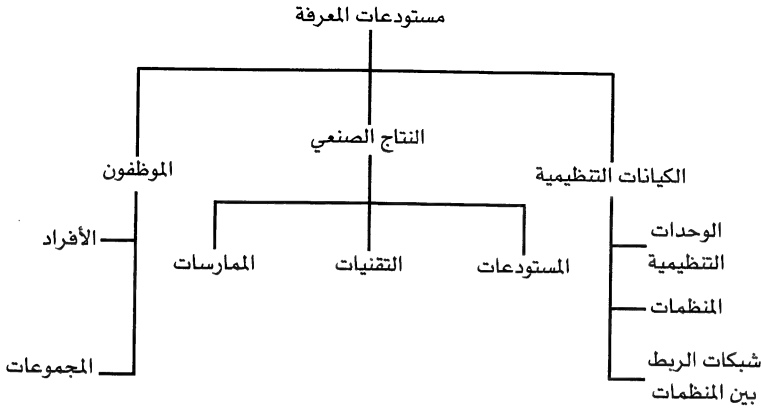 مستودعات المعرفة
النتاج الصنعي
الموظفون
الكيانات التنظيمية
الوحدات
التنظيمية
الأفراد
المستودعات
التقنيات
الممارسات
المنظمات
شبكات الربط
بين المنظمات
المجموعات